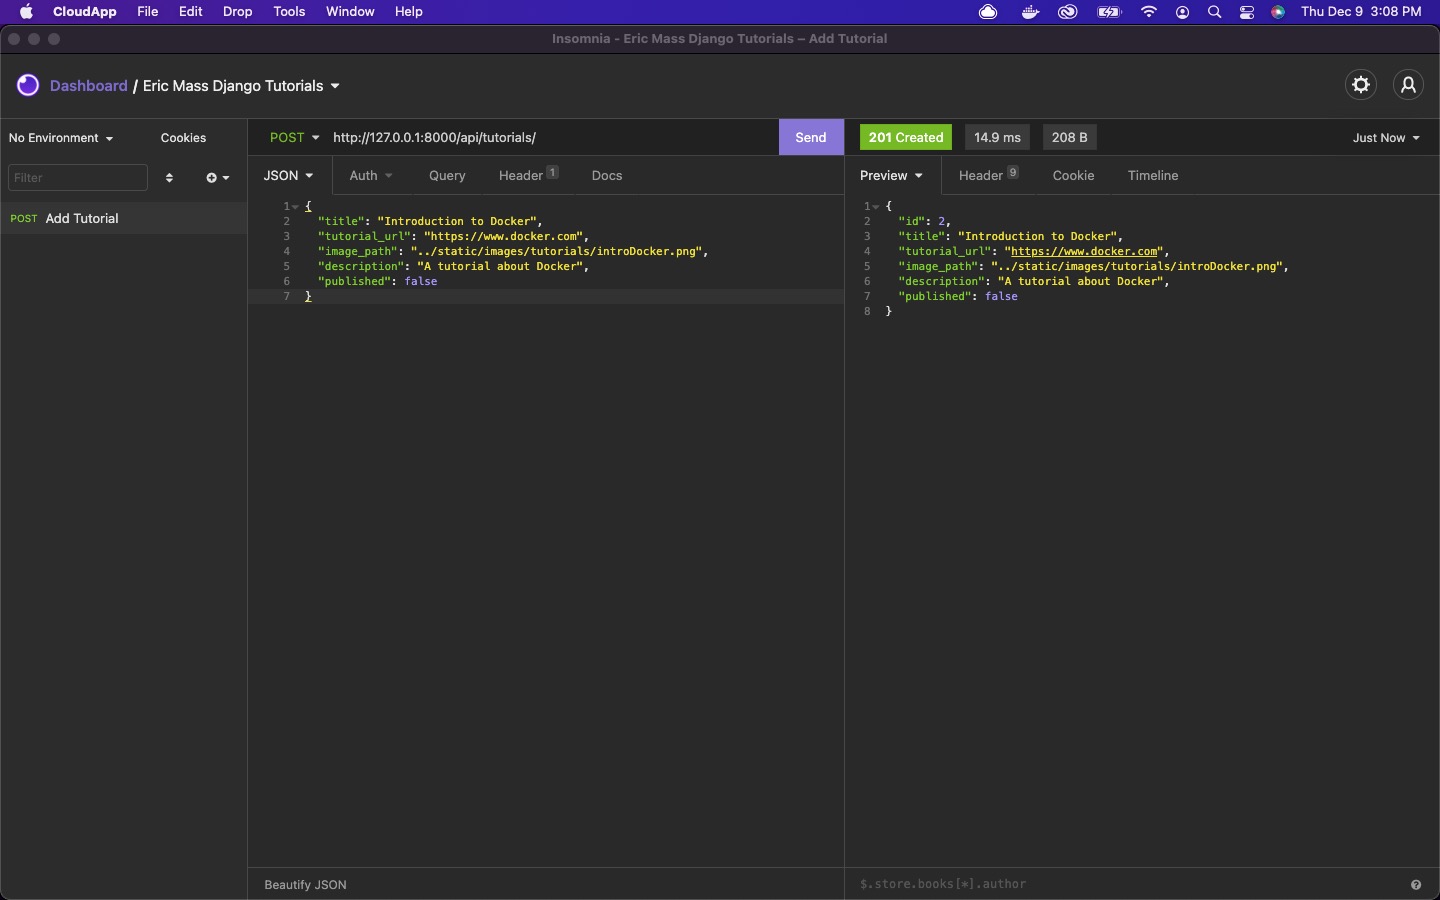 CloudApp File Edit Drop Tools Window Help Thu Dec 9 3:08 PM
Insomnia - Eric Mass Django Tutorials – Add Tutorial
Dashboard / Eric Mass Django Tutorials
No Environment Cookies
POST http://127.0.0.1:8000/api/tutorials/ Send
201 Created 14.9 ms 208 B Just Now
Filter
POST Add Tutorial
JSON Auth Query Header 1 Docs
1 {
2 "title": "Introduction to Docker",
3 "tutorial_url": "https://www.docker.com",
4 "image_path": "../static/images/tutorials/introDocker.png",
5 "description": "A tutorial about Docker",
6 "published": false
7 }
Beautify JSON
Preview Header 9 Cookie Timeline
1 {
2 "id": 2,
3 "title": "Introduction to Docker",
4 "tutorial_url": "https://www.docker.com",
5 "image_path": "../static/images/tutorials/introDocker.png",
6 "description": "A tutorial about Docker",
7 "published": false
8 }
$.store.books[*].author